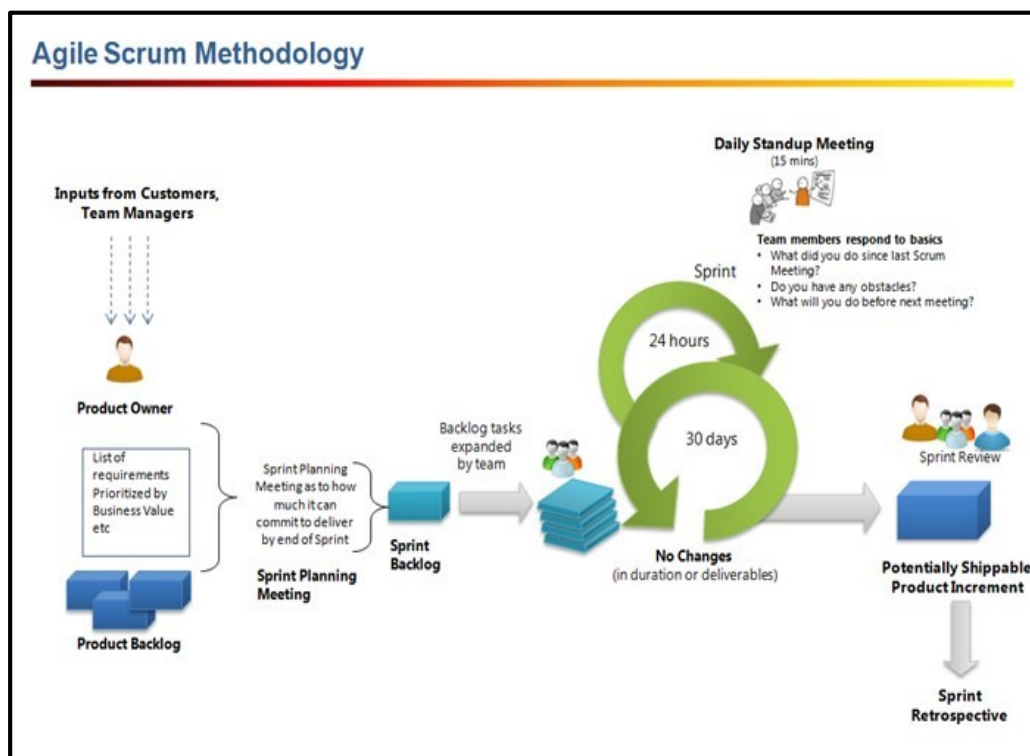 Agile Scrum Methodology
Inputs from Customers,
Team Managers
Product Owner
List of
requirements
Prioritized by
Business Value
etc
Product Backlog
Sprint Planning
Meeting as to how
much it can
commit to deliver
by end of Sprint
Sprint Planning
Meeting
Sprint
Backlog
Backlog tasks
expanded
by team
Daily Standup Meeting
(15 mins)
Team members respond to basics
• What did you do since last Scrum
Meeting?
• Do you have any obstacles?
• What will you do before next meeting?
Sprint
24 hours
30 days
No Changes
(in duration or deliverables)
Sprint Review
Potentially Shippable
Product Increment
Sprint
Retrospective